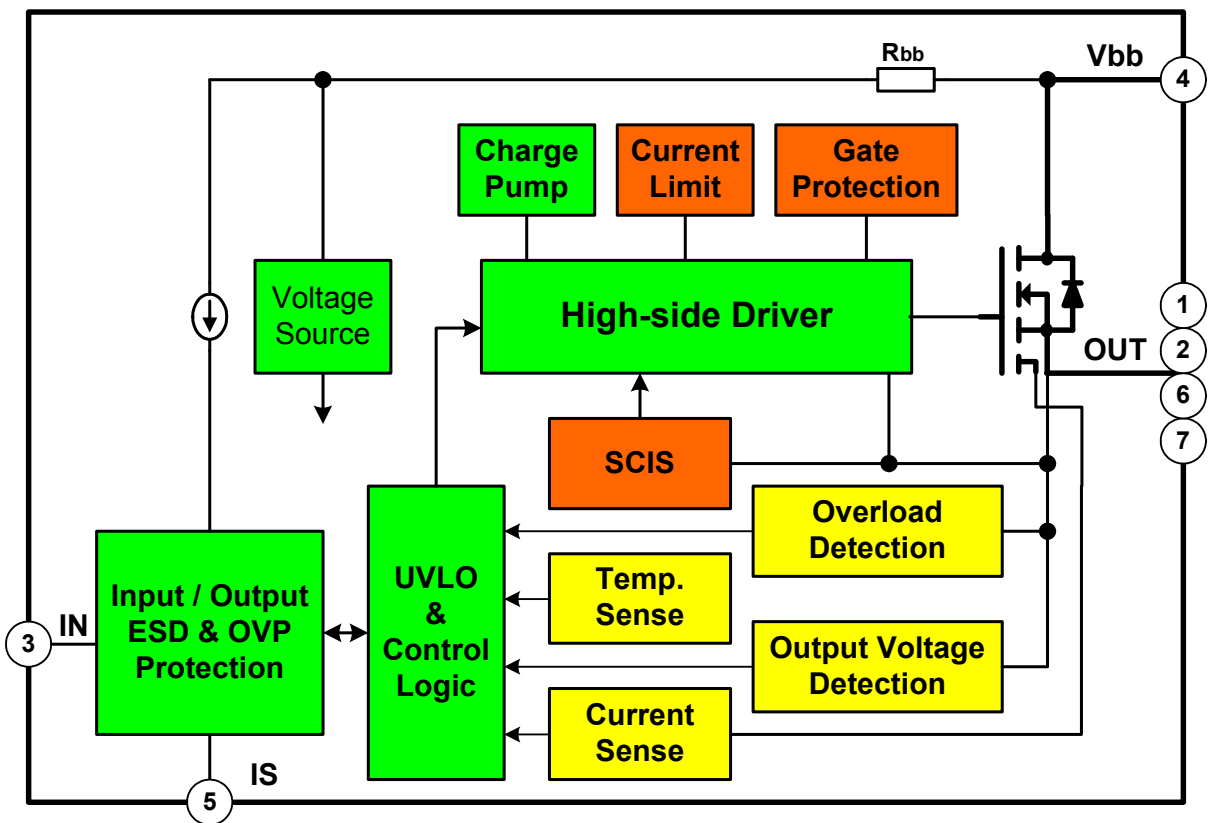 Rbb
Vbb
4
Charge
Pump
Current
Limit
Gate
Protection
Voltage
Source
High-side Driver
1
OUT
2
6
7
SCIS
Overload
Detection
UVLO
&
Control
Logic
Temp.
Sense
Input / Output
ESD & OVP
Protection
IN
3
Output Voltage
Detection
Current
Sense
IS
5